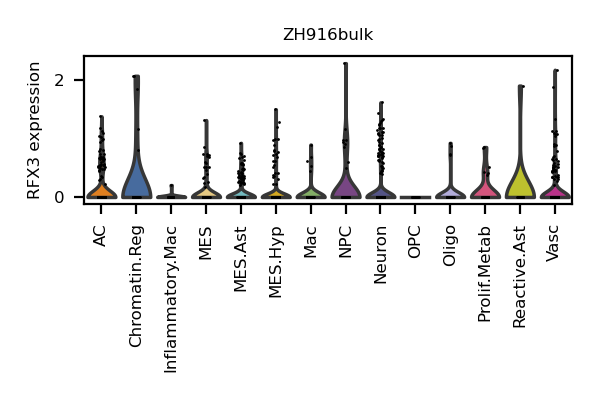 ZH916bulk
RFX3 expression
2
0
AC
Chromatin.Reg
Inflammatory.Mac
MES
MES.Ast
MES.Hyp
Mac
NPC
Neuron
OPC
Oligo
Prolif.Metab
Reactive.Ast
Vasc